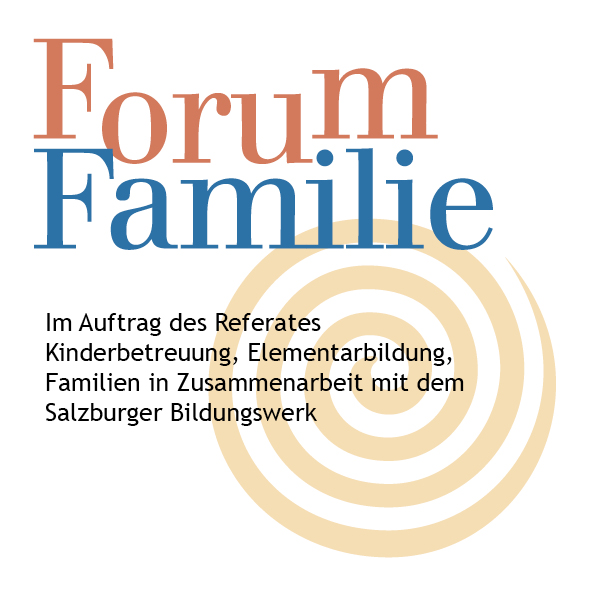 Forum
Familie
Im Auftrag des Referates
Kinderbetreuung, Elementarbildung,
Familien in Zusammenarbeit mit dem
Salzburger Bildungswerk